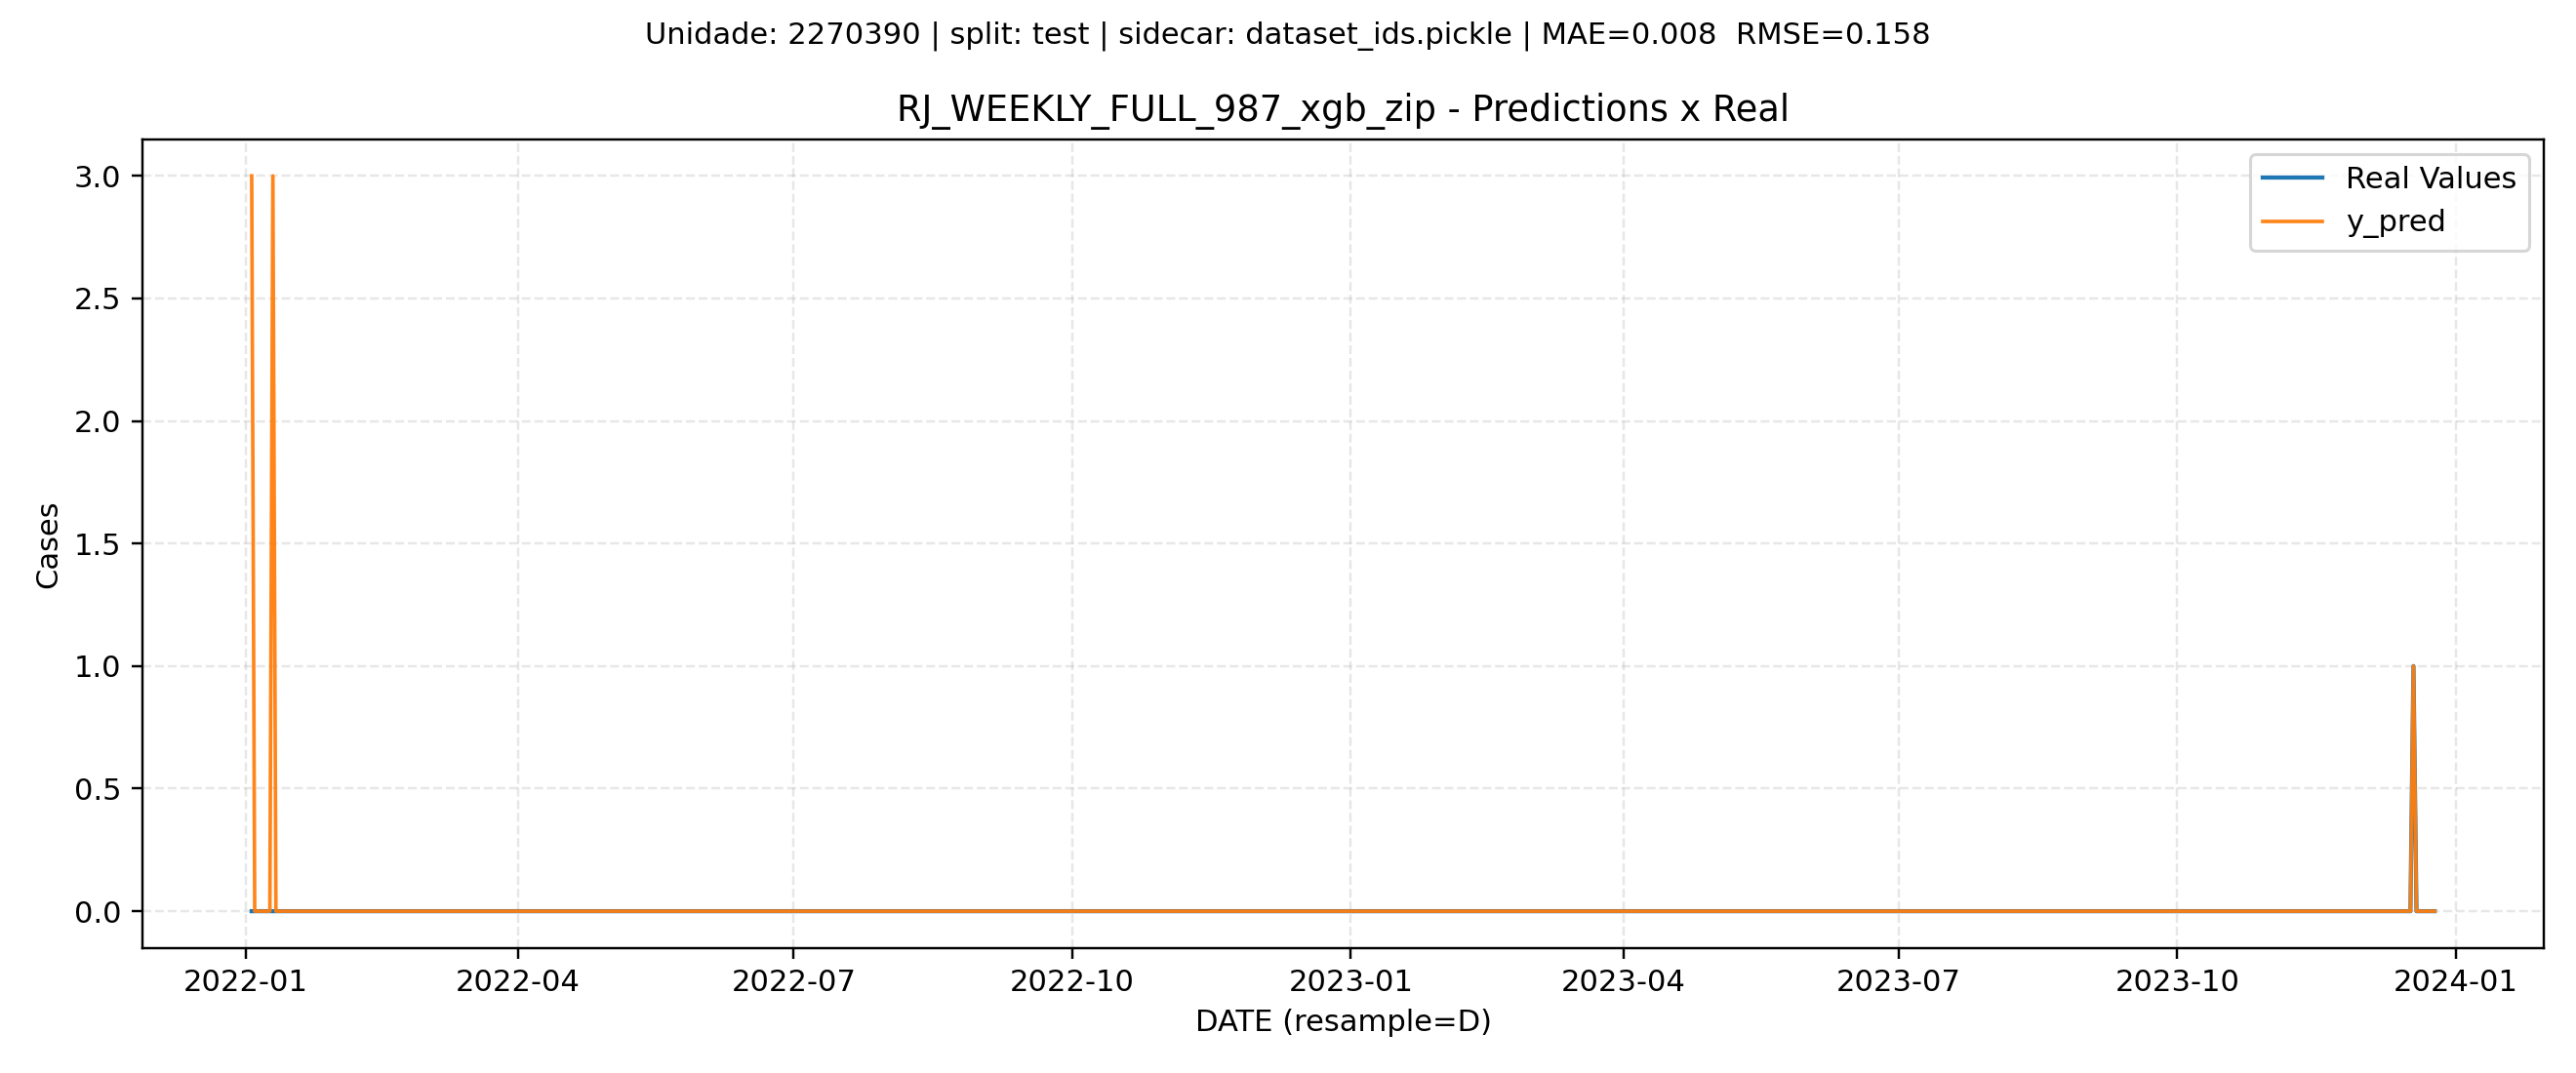 Unidade: 2270390 | split: test | sidecar: dataset_ids.pickle | MAE=0.008  RMSE=0.158
RJ_WEEKLY_FULL_987_xgb_zip - Predictions x Real
Real Values
y_pred
Cases
3.0
2.5
2.0
1.5
1.0
0.5
0.0
2022-01 2022-04 2022-07 2022-10 2023-01 2023-04 2023-07 2023-10 2024-01
DATE (resample=D)